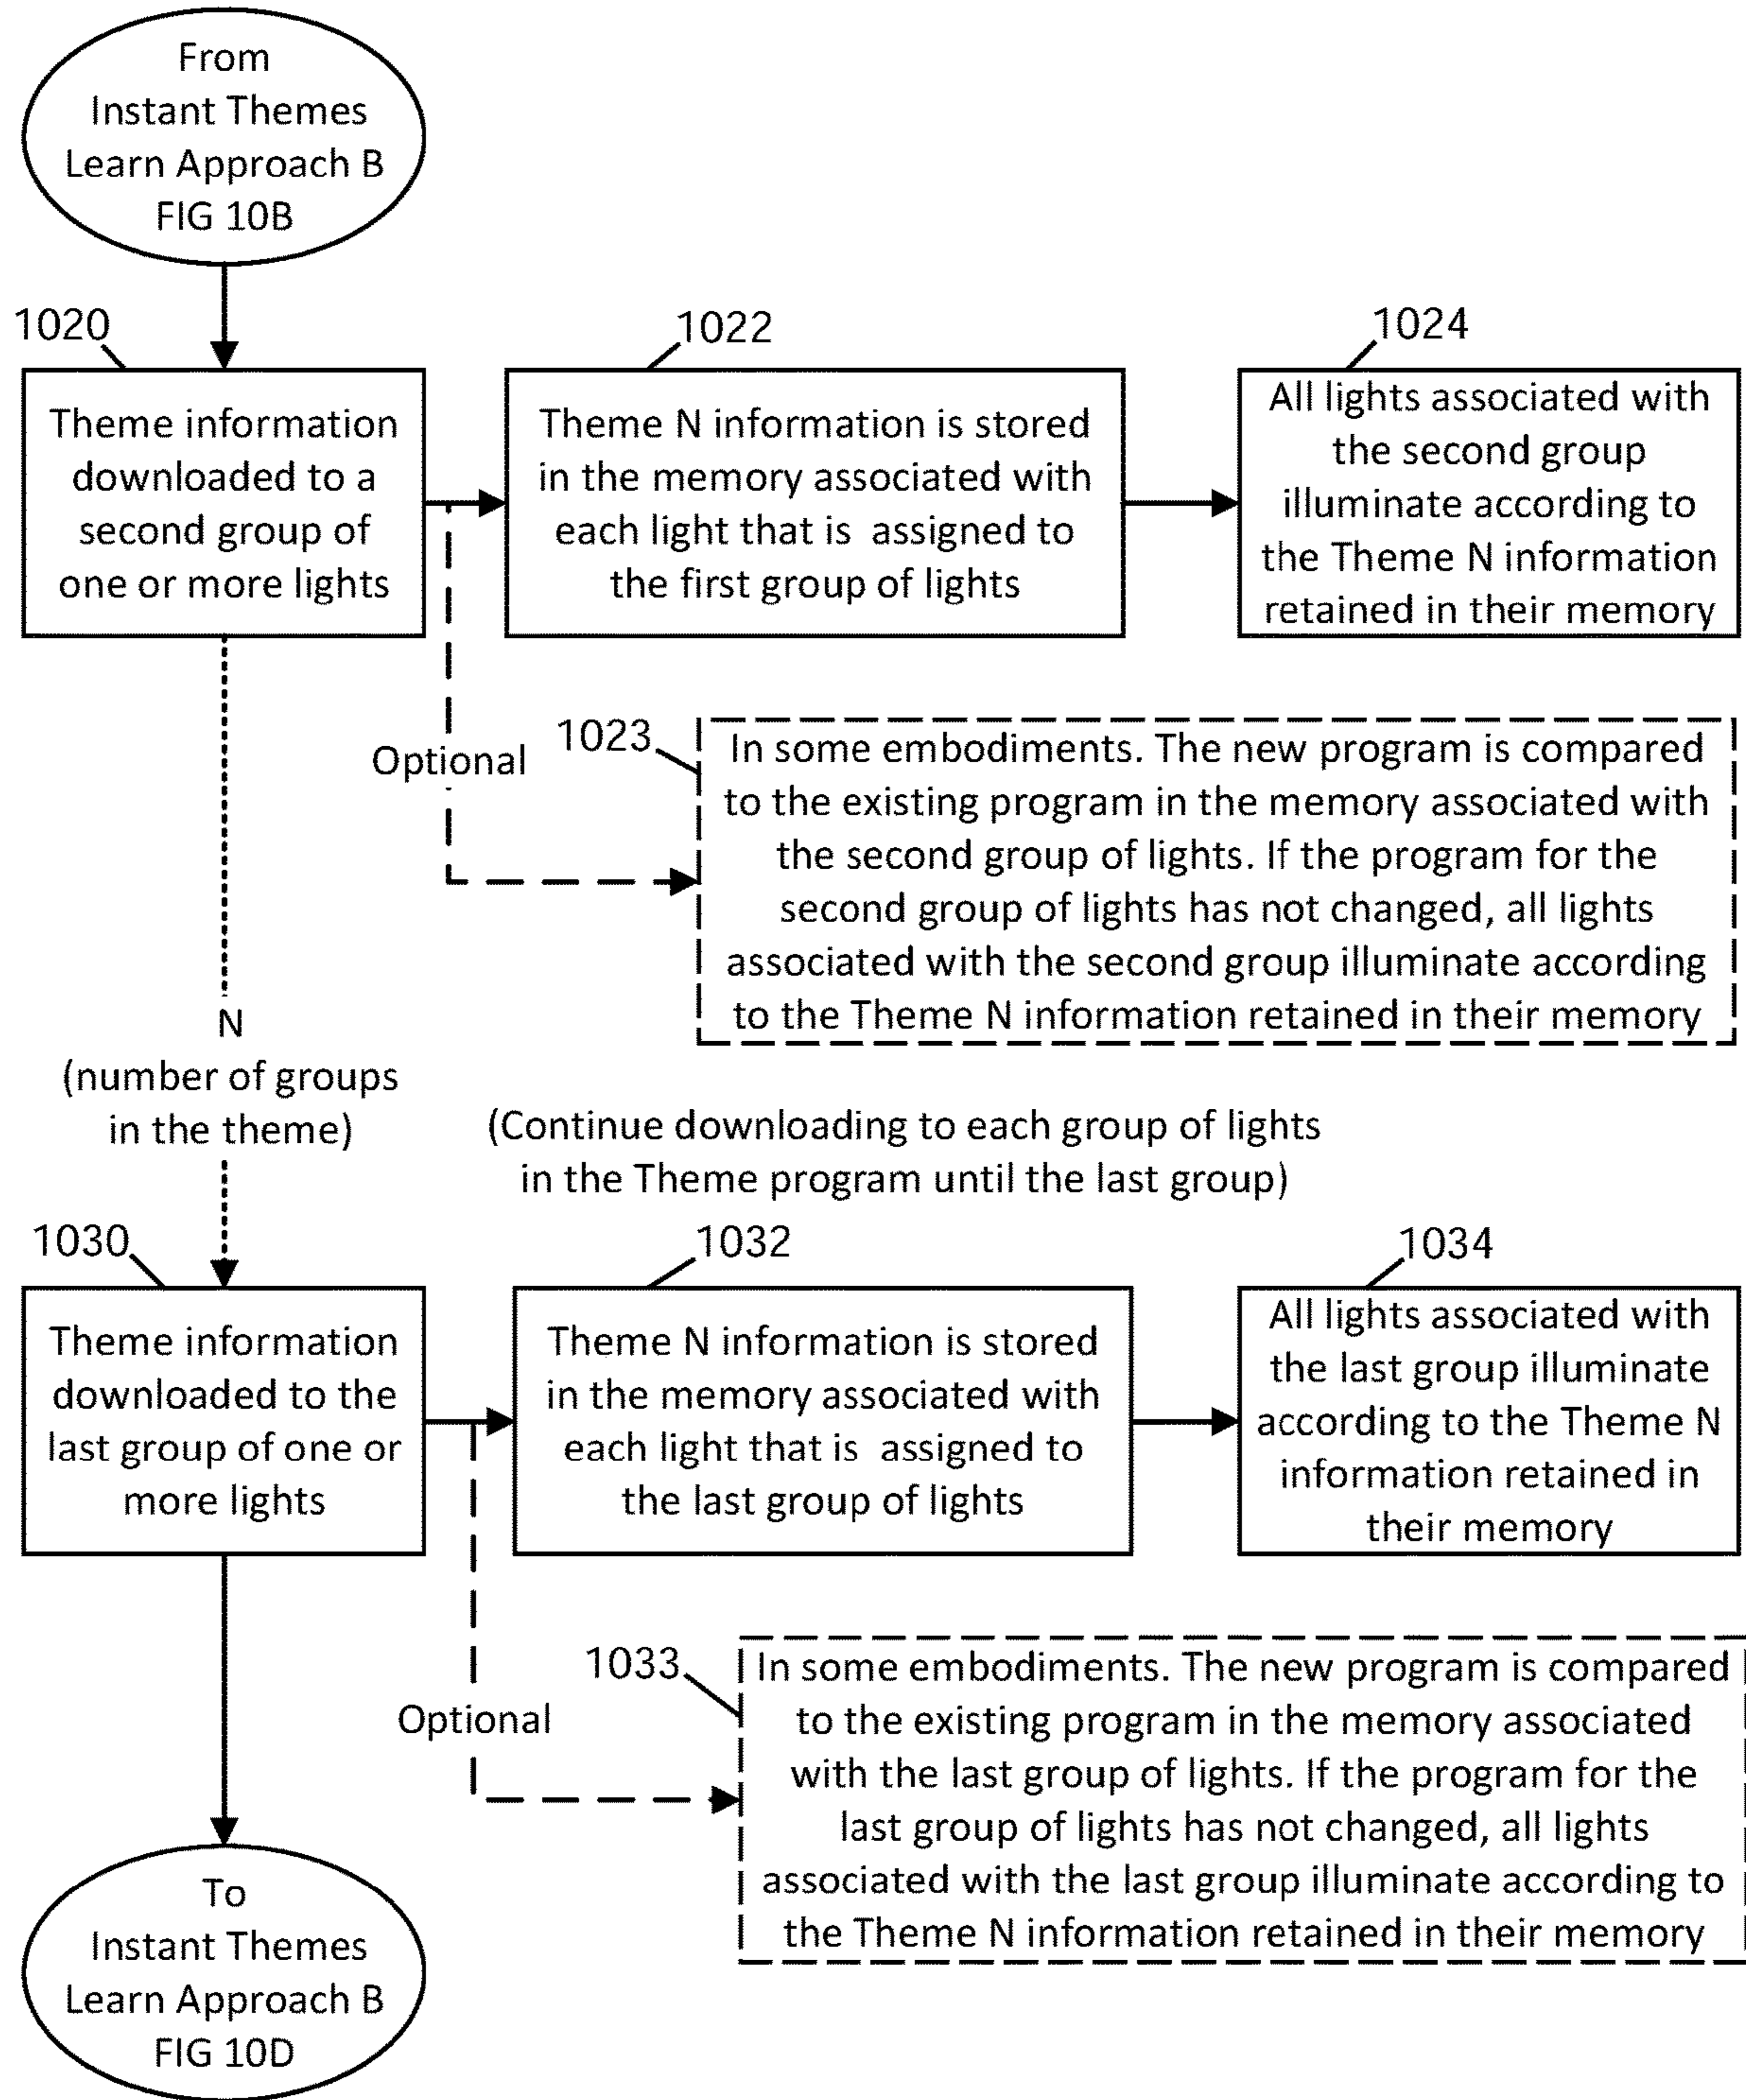 From
Instant Themes
Learn Approach B
FIG 10B
1020
Theme information
downloaded to a
second group of
one or more lights
1022
Theme N information is stored
in the memory associated with
each light that is assigned to
the first group of lights
1024
All lights associated with
the second group
illuminate according to
the Theme N information
retained in their memory
Optional
1023
In some embodiments. The new program is compared
to the existing program in the memory associated with
the second group of lights. If the program for the
second group of lights has not changed, all lights
associated with the second group illuminate according
to the Theme N information retained in their memory
N
(number of groups
in the theme)
(Continue downloading to each group of lights
in the Theme program until the last group)
1030
Theme information
downloaded to the
last group of one or
more lights
1032
Theme N information is stored
in the memory associated with
each light that is assigned to
the last group of lights
1034
All lights associated with
the last group illuminate
according to the Theme N
information retained in
their memory
Optional
1033
In some embodiments. The new program is compared
to the existing program in the memory associated
with the last group of lights. If the program for the
last group of lights has not changed, all lights
associated with the last group illuminate according to
the Theme N information retained in their memory
To
Instant Themes
Learn Approach B
FIG 10D